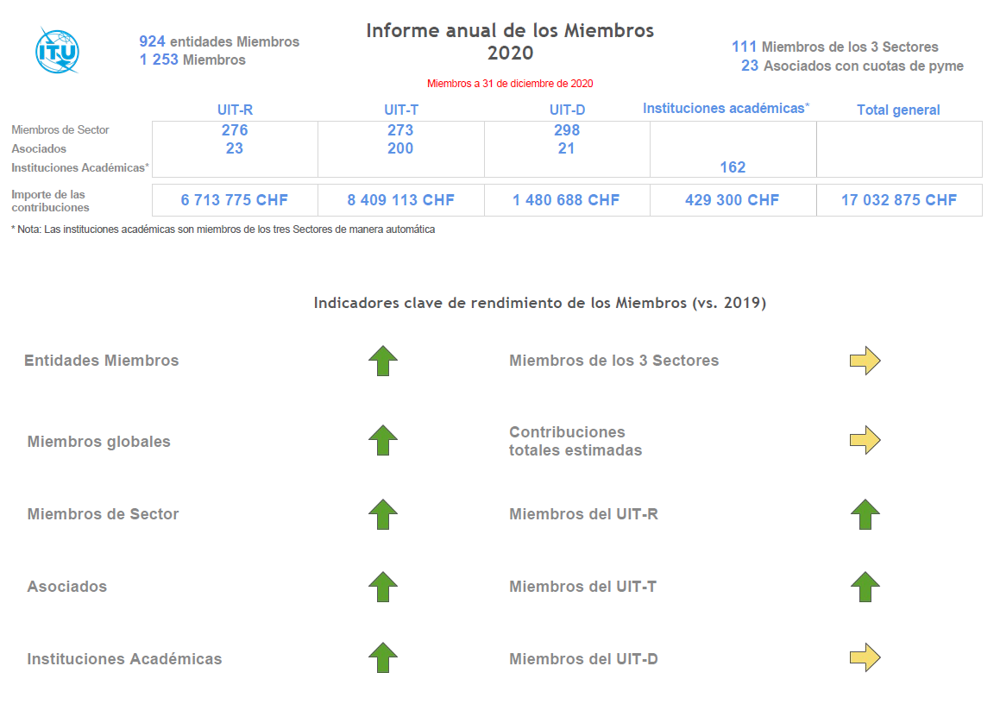 ITU
924 entidades Miembros
1 253 Miembros
Informe anual de los Miembros
2020
Miembros a 31 de diciembre de 2020
111 Miembros de los 3 Sectores
23 Asociados con cuotas de pyme
UIT-R UIT-T UIT-D Instituciones académicas* Total general
Miembros de Sector 276 273 298
Asociados 23 200 21
Instituciones Académicas* 162
Importe de las
contribuciones 6 713 775 CHF 8 409 113 CHF 1 480 688 CHF 429 300 CHF 17 032 875 CHF
* Nota: Las instituciones académicas son miembros de los tres Sectores de manera automática
Indicadores clave de rendimiento de los Miembros (vs. 2019)
Entidades Miembros
Miembros de los 3 Sectores
Miembros globales
Contribuciones
totales estimadas
Miembros de Sector
Miembros del UIT-R
Asociados
Miembros del UIT-T
Instituciones Académicas
Miembros del UIT-D